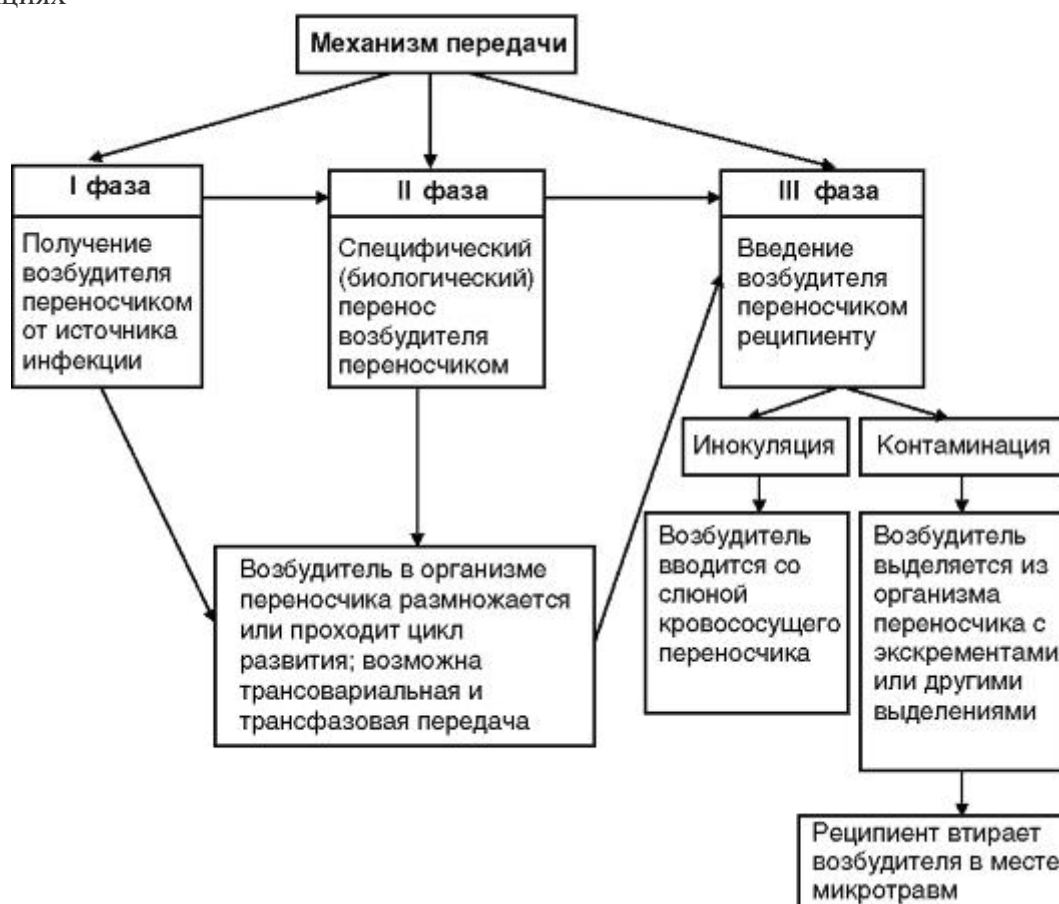 циях
Механизм передачи
I фаза
Получение
возбудителя
переносчиком
от источника
инфекции
II фаза
Специфический
(биологический)
перенос
возбудителя
переносчиком
III фаза
Введение
возбудителя
переносчиком
реципиенту
Инокуляция
Контаминация
Возбудитель
вводится со
слюной
кровососущего
переносчика
Возбудитель
выделяется из
организма
переносчика с
экскрементами
или другими
выделениями
Возбудитель в организме
переносчика размножается
или проходит цикл
развития; возможна
трансовариальная и
трансфазовая передача
Реципиент втирает
возбудителя в месте
микротравм